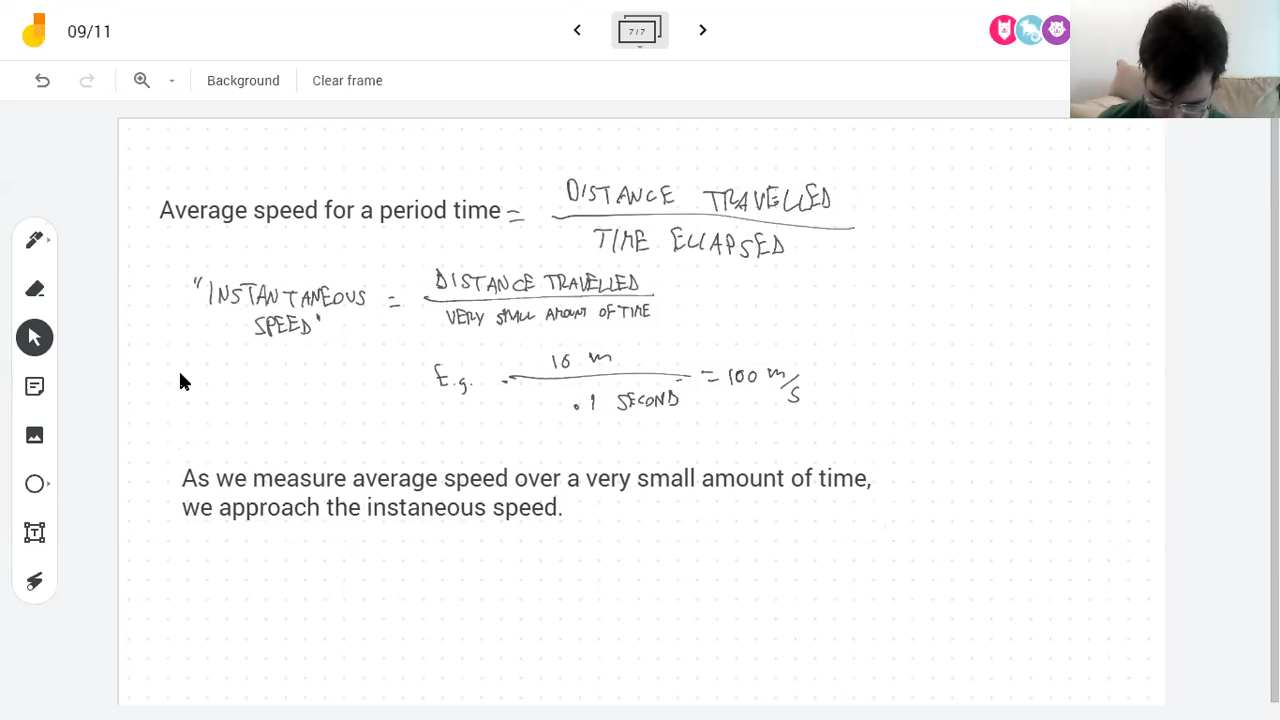 09/11
7/7
Background
Clear frame
Average speed for a period time = DISTANCE TRAVELLED
TIME ELLAPSED
"INSTANTANEOUS SPEED" = DISTANCE TRAVELLED
VERY SMALL AMOUNT OF TIME
E.g. 10 m
.1 SECOND
= 100 m/s
As we measure average speed over a very small amount of time,
we approach the instaneous speed.